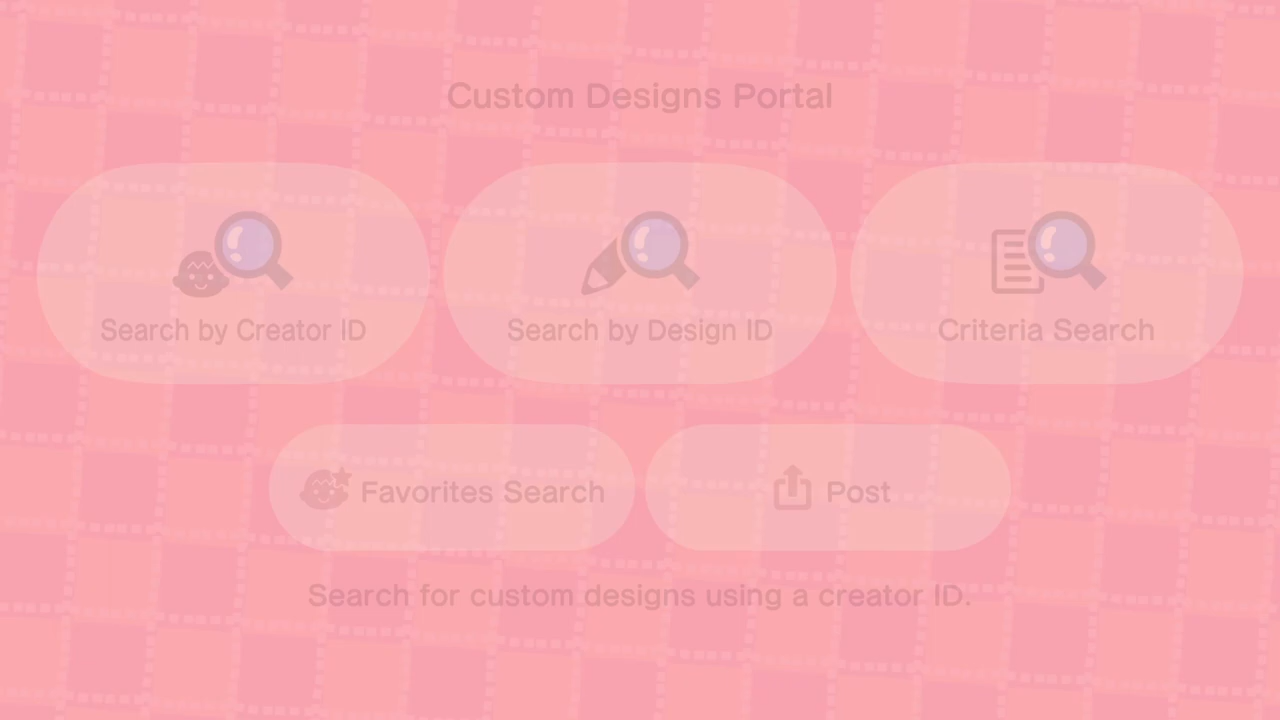 Custom Designs Portal
Search by Creator ID
Search by Design ID
Criteria Search
Favorites Search
Post
Search for custom designs using a creator ID.